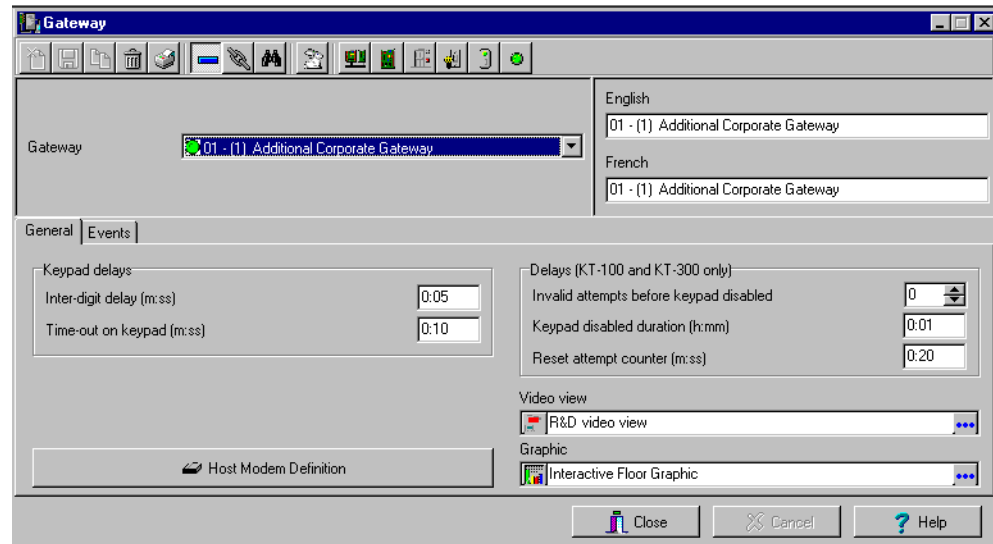 Gateway
Gateway
01 - (1) Additional Corporate Gateway
English
01 - (1) Additional Corporate Gateway
French
01 - (1) Additional Corporate Gateway
General
Events
Keypad delays
Inter-digit delay (m:ss)
0:05
Time-out on keypad (m:ss)
0:10
Delays (KT-100 and KT-300 only)
Invalid attempts before keypad disabled
0
Keypad disabled duration (h:mm)
0:01
Reset attempt counter (m:ss)
0:20
Video view
R&D video view
Graphic
Interactive Floor Graphic
Host Modem Definition
Close
Cancel
Help